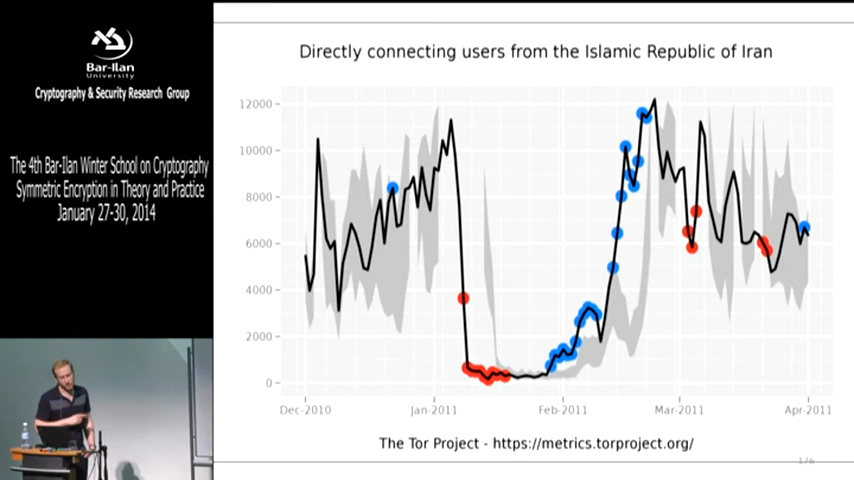 Bar-Ilan
University
Cryptography & Security Research Group
The 4th Bar-Ilan Winter School on Cryptography
Symmetric Encryption in Theory and Practice
January 27-30, 2014
Directly connecting users from the Islamic Republic of Iran
12000
10000
8000
6000
4000
2000
0
Dec-2010
Jan-2011
Feb-2011
Mar-2011
Apr-2011
The Tor Project - https://metrics.torproject.org/
176